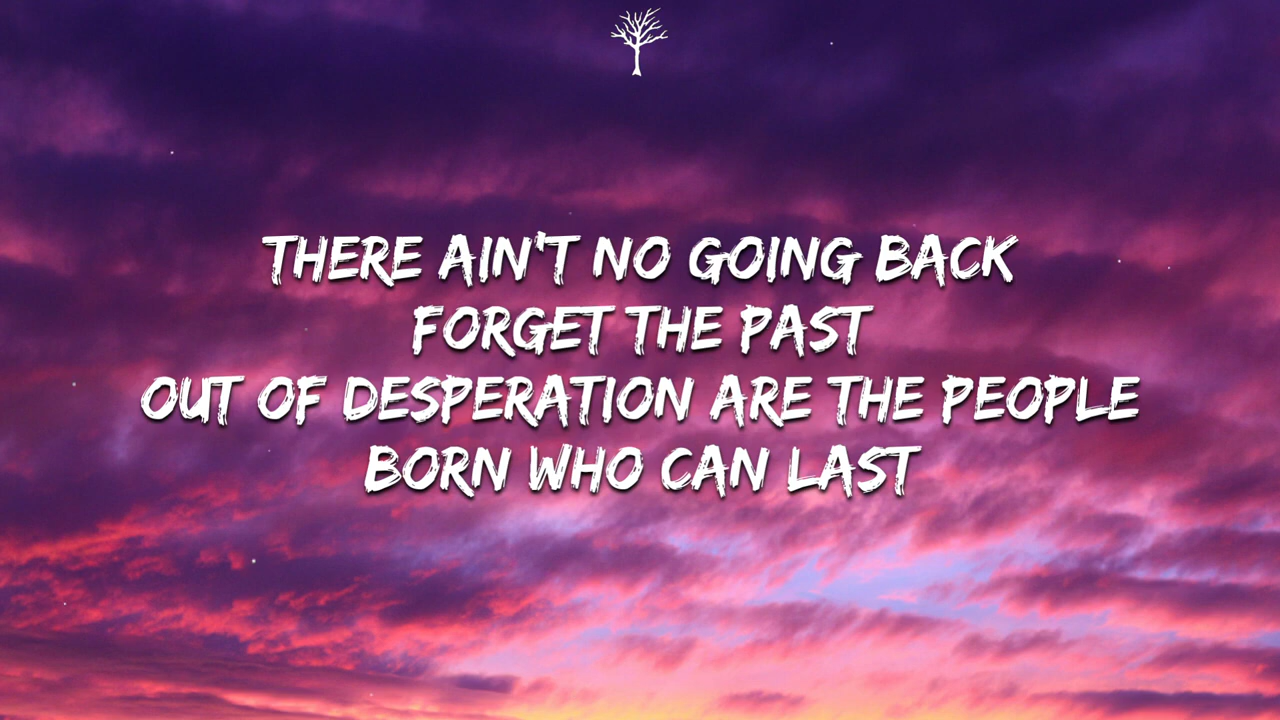 THERE AIN'T NO GOING BACK
FORGET THE PAST
OUT OF DESPERATION ARE THE PEOPLE
BORN WHO CAN LAST